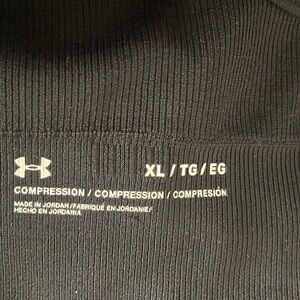 XL / TG / EG
COMPRESSION / COMPRESSION / COMPRESIÓN
MADE IN JORDAN / FABRIQUÉ EN JORDANIE /
HECHO EN JORDANIA